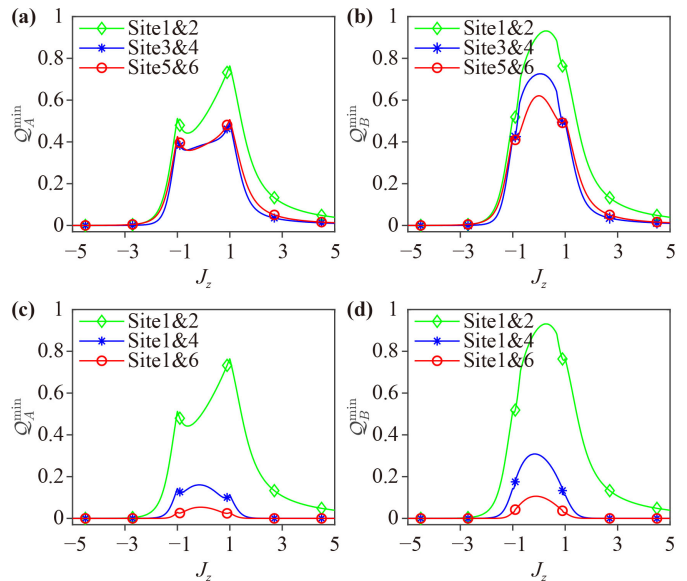 (a)
1
Site1&2
Site3&4
Site5&6
0.8
0.6
0.4
0.2
0
𝒬_A^min
−5 −3 −1 1 3 5
J_z
(b)
1
Site1&2
Site3&4
Site5&6
0.8
0.6
0.4
0.2
0
𝒬_B^min
−5 −3 −1 1 3 5
J_z
(c)
1
Site1&2
Site1&4
Site1&6
0.8
0.6
0.4
0.2
0
𝒬_A^min
−5 −3 −1 1 3 5
J_z
(d)
1
Site1&2
Site1&4
Site1&6
0.8
0.6
0.4
0.2
0
𝒬_B^min
−5 −3 −1 1 3 5
J_z